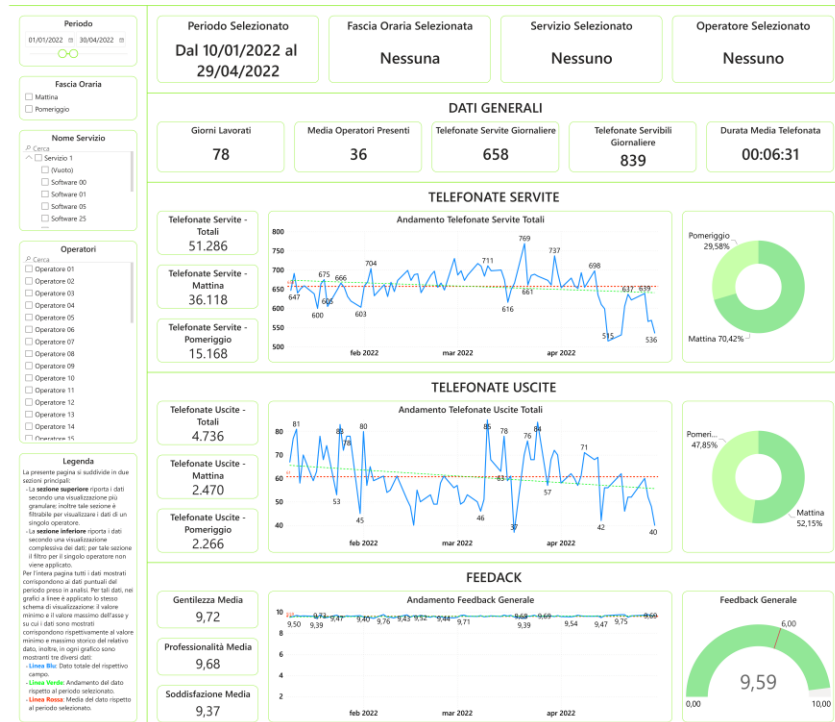 Periodo
01/01/2022 30/04/2022
Fascia Oraria
Mattina
Pomeriggio
Nome Servizio
Cerca
Servizio 1
(Vuoto)
Software 00
Software 01
Software 05
Software 25
Operatori
Cerca
Operatore 01
Operatore 02
Operatore 03
Operatore 04
Operatore 05
Operatore 06
Operatore 07
Operatore 08
Operatore 09
Operatore 10
Operatore 11
Operatore 12
Operatore 13
Operatore 14
Operatore 15
Legenda
La presente pagina si suddivide in due
sezioni principali:
- La sezione superiore riporta i dati
secondo una visualizzazione più
granulare; inoltre tale sezione è
filtrabile per visualizzare i dati di un
singolo operatore.
- La sezione inferiore riporta i dati
secondo una visualizzazione
complessiva dei dati; per tale sezione
il filtro per il singolo operatore non
viene applicato.
Per l'intera pagina tutti i dati mostrati
corrispondono ai dati puntuali del
periodo preso in analisi. Per tali dati, nei
grafici a linee è applicato lo stesso
schema di visualizzazione: il valore
minimo e il valore massimo dell'asse y
su cui i dati sono mostrati
corrispondono rispettivamente al valore
minimo e massimo storico del relativo
dato, inoltre, in ogni grafico sono
mostrati tre diversi dati:
- Linea Blu: Dato totale del rispettivo
campo.
- Linea Verde: Andamento del dato
rispetto al periodo selezionato.
- Linea Rossa: Media del dato rispetto
al periodo selezionato.
Periodo Selezionato
Dal 10/01/2022 al
29/04/2022
Fascia Oraria Selezionata
Nessuna
Servizio Selezionato
Nessuno
Operatore Selezionato
Nessuno
DATI GENERALI
Giorni Lavorati
78
Media Operatori Presenti
36
Telefonate Servite Giornaliere
658
Telefonate Servibili
Giornaliere
839
Durata Media Telefonata
00:06:31
TELEFONATE SERVITE
Telefonate Servite -
Totali
51.286
Telefonate Servite -
Mattina
36.118
Telefonate Servite -
Pomeriggio
15.168
Andamento Telefonate Servite Totali
800
750
700
650
600
550
500
647
600
675
605
666
603
704
711
616
769
661
737
698
515
637
639
536
feb 2022 mar 2022 apr 2022
Pomeriggio
29,58%
Mattina 70,42%
TELEFONATE USCITE
Telefonate Uscite -
Totali
4.736
Telefonate Uscite -
Mattina
2.470
Telefonate Uscite -
Pomeriggio
2.266
Andamento Telefonate Uscite Totali
80
70
60
50
40
81
53
83
78
45
80
46
85
63
78
37
76
84
57
71
42
40
feb 2022 mar 2022 apr 2022
Pomeri...
47,85%
Mattina
52,15%
FEEDACK
Gentilezza Media
9,72
Professionalità Media
9,68
Soddisfazione Media
9,37
Andamento Feedback Generale
10
8
6
4
2
9,50 9,39 9,73 9,47 9,40 9,76 9,43 9,52 9,44 9,71 9,68 9,39 9,69 9,54 9,47 9,75 9,60
feb 2022 mar 2022 apr 2022
Feedback Generale
6,00
9,59
0,00 10,00